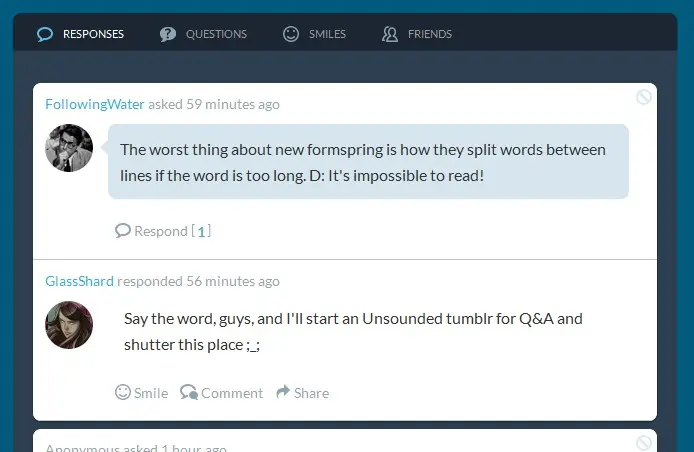 RESPONSES QUESTIONS SMILES FRIENDS
FollowingWater asked 59 minutes ago
The worst thing about new formspring is how they split words between
lines if the word is too long. D: It's impossible to read!
Respond [1]
GlassShard responded 56 minutes ago
Say the word, guys, and I'll start an Unsounded tumblr for Q&A and
shutter this place ;_;
Smile Comment Share
Anonymous asked 1 hour ago